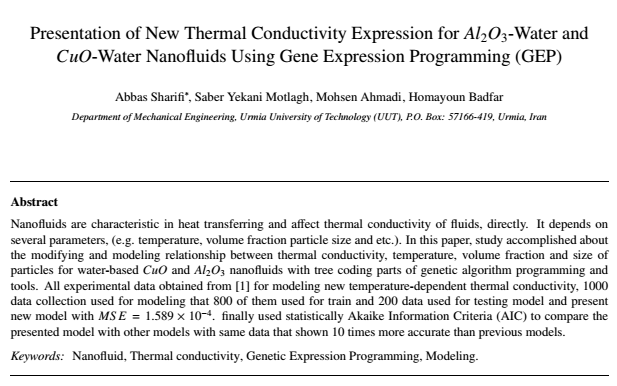 Presentation of New Thermal Conductivity Expression for Al₂O₃-Water and
CuO-Water Nanofluids Using Gene Expression Programming (GEP)
Abbas Sharifi*, Saber Yekani Motlagh, Mohsen Ahmadi, Homayoun Badfar
Department of Mechanical Engineering, Urmia University of Technology (UUT), P.O. Box: 57166-419, Urmia, Iran
Abstract
Nanofluids are characteristic in heat transferring and affect thermal conductivity of fluids, directly. It depends on
several parameters, (e.g. temperature, volume fraction particle size and etc.). In this paper, study accomplished about
the modifying and modeling relationship between thermal conductivity, temperature, volume fraction and size of
particles for water-based CuO and Al₂O₃ nanofluids with tree coding parts of genetic algorithm programming and
tools. All experimental data obtained from [1] for modeling new temperature-dependent thermal conductivity, 1000
data collection used for modeling that 800 of them used for train and 200 data used for testing model and present
new model with MSE = 1.589 × 10⁻⁴. finally used statistically Akaike Information Criteria (AIC) to compare the
presented model with other models with same data that shown 10 times more accurate than previous models.
Keywords: Nanofluid, Thermal conductivity, Genetic Expression Programming, Modeling.